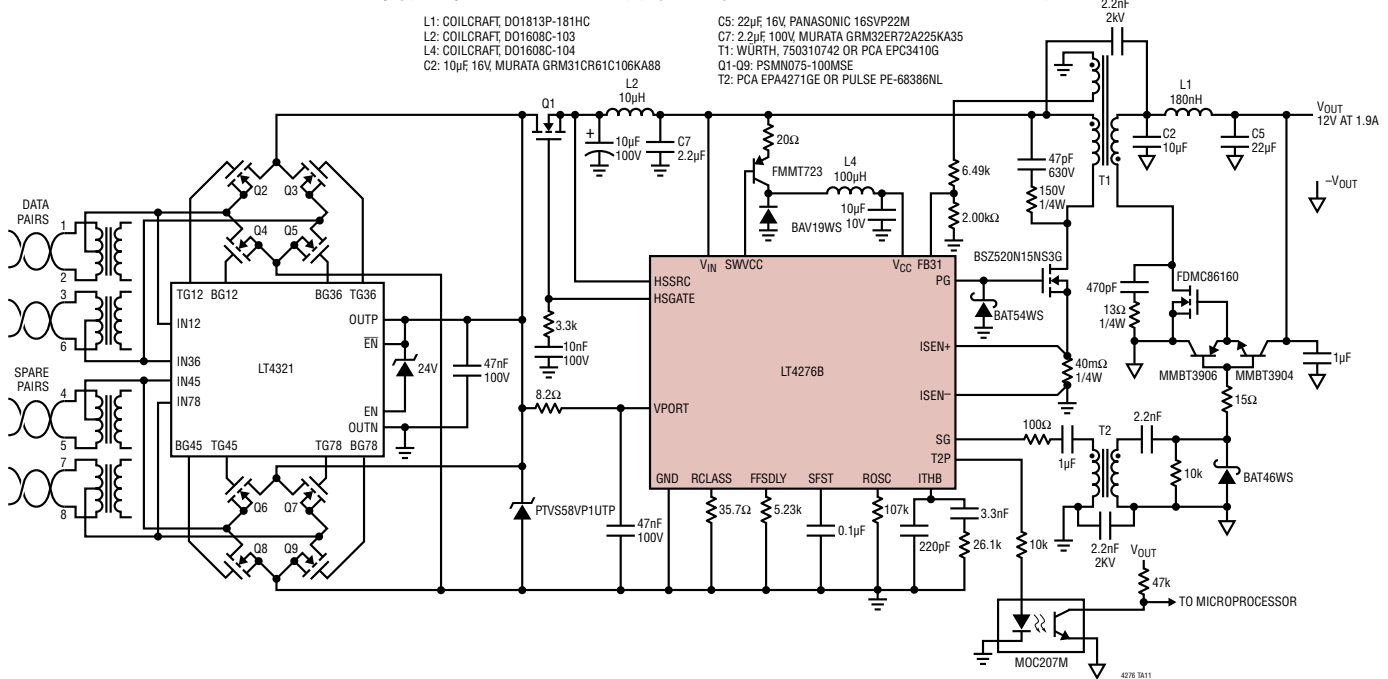 L1: COILCRAFT, DO1813P-181HC
L2: COILCRAFT, DO1608C-103
L4: COILCRAFT, DO1608C-104
C2: 10µF, 16V, MURATA GRM31CR61C106KA88
C5: 22µF, 16V, PANASONIC 16SVP22M
C7: 2.2µF, 100V, MURATA GRM32ER72A225KA35
T1: WÜRTH, 750310742 OR PCA EPC3410G
Q1-Q9: PSMN075-100MSE
T2: PCA EPA4271GE OR PULSE PE-68386NL
2.2nF
2kV
Q1
L2
10µH
L1
180nH
VOUT
12V AT 1.9A
+
10µF
100V
C7
2.2µF
20Ω
FMMT723
L4
100µH
6.49k
47pF
630V
150V
1/4W
T1
C2
10µF
C5
22µF
–VOUT
Q2
Q3
Q4
Q5
DATA
PAIRS
1
2
3
6
BAV19WS
10µF
10V
2.00kΩ
BSZ520N15NS3G
FDMC86160
TG12
BG12
BG36
TG36
IN12
IN36
IN45
IN78
LT4321
OUTP
EN
EN
OUTN
BG45
TG45
TG78
BG78
24V
47nF
100V
3.3k
10nF
100V
8.2Ω
HSSRC
HSGATE
VIN
SWVCC
VCC
FB31
PG
LT4276B
VPORT
ISEN+
ISEN–
SG
T2P
GND
RCLASS
FFSDLY
SFST
ROSC
ITHB
BAT54WS
40mΩ
1/4W
470pF
13Ω
1/4W
MMBT3906
MMBT3904
1µF
15Ω
SPARE
PAIRS
4
5
7
8
Q6
Q7
Q8
Q9
PTVS58VP1UTP
47nF
100V
35.7Ω
5.23k
0.1µF
107k
220pF
3.3nF
26.1k
10k
100Ω
1µF
T2
2.2nF
10k
BAT46WS
2.2nF
2KV
VOUT
47k
TO MICROPROCESSOR
MOC207M
4276 TA11